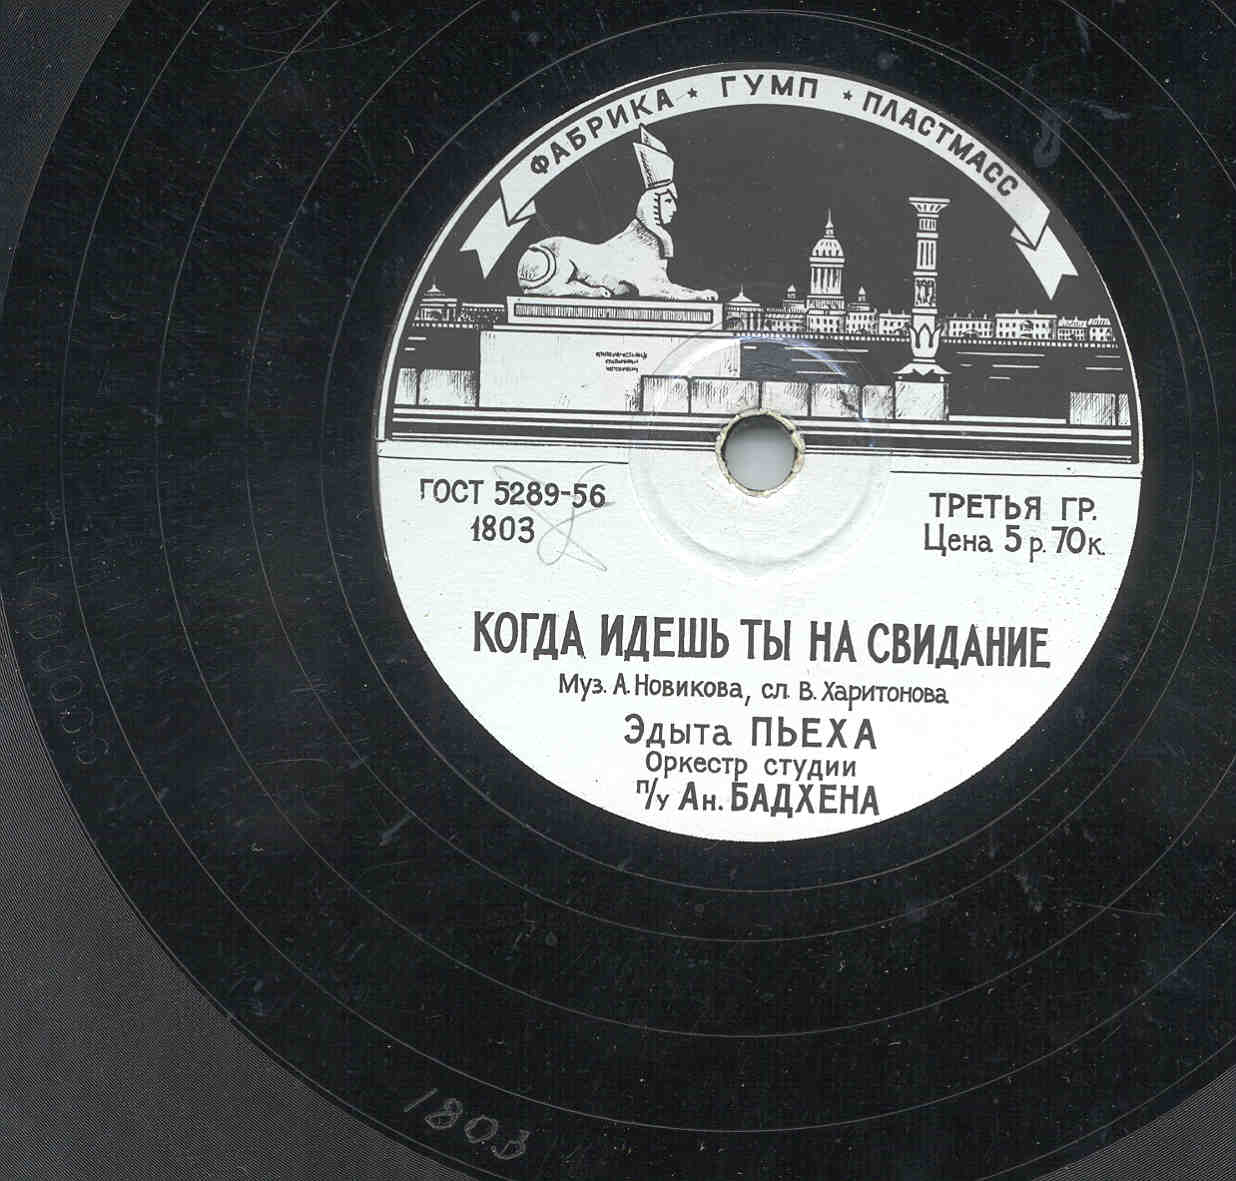 ФАБРИКА ★ ГУМП ★ ПЛАСТМАСС
ГОСТ 5289-56
1803
ТРЕТЬЯ ГР.
Цена 5 р. 70к.
КОГДА ИДЕШЬ ТЫ НА СВИДАНИЕ
Муз. А. Новикова, сл. В. Харитонова
Эдыта ПЬЕХА
Оркестр студии
п/у Ан. БАДХЕНА
1803